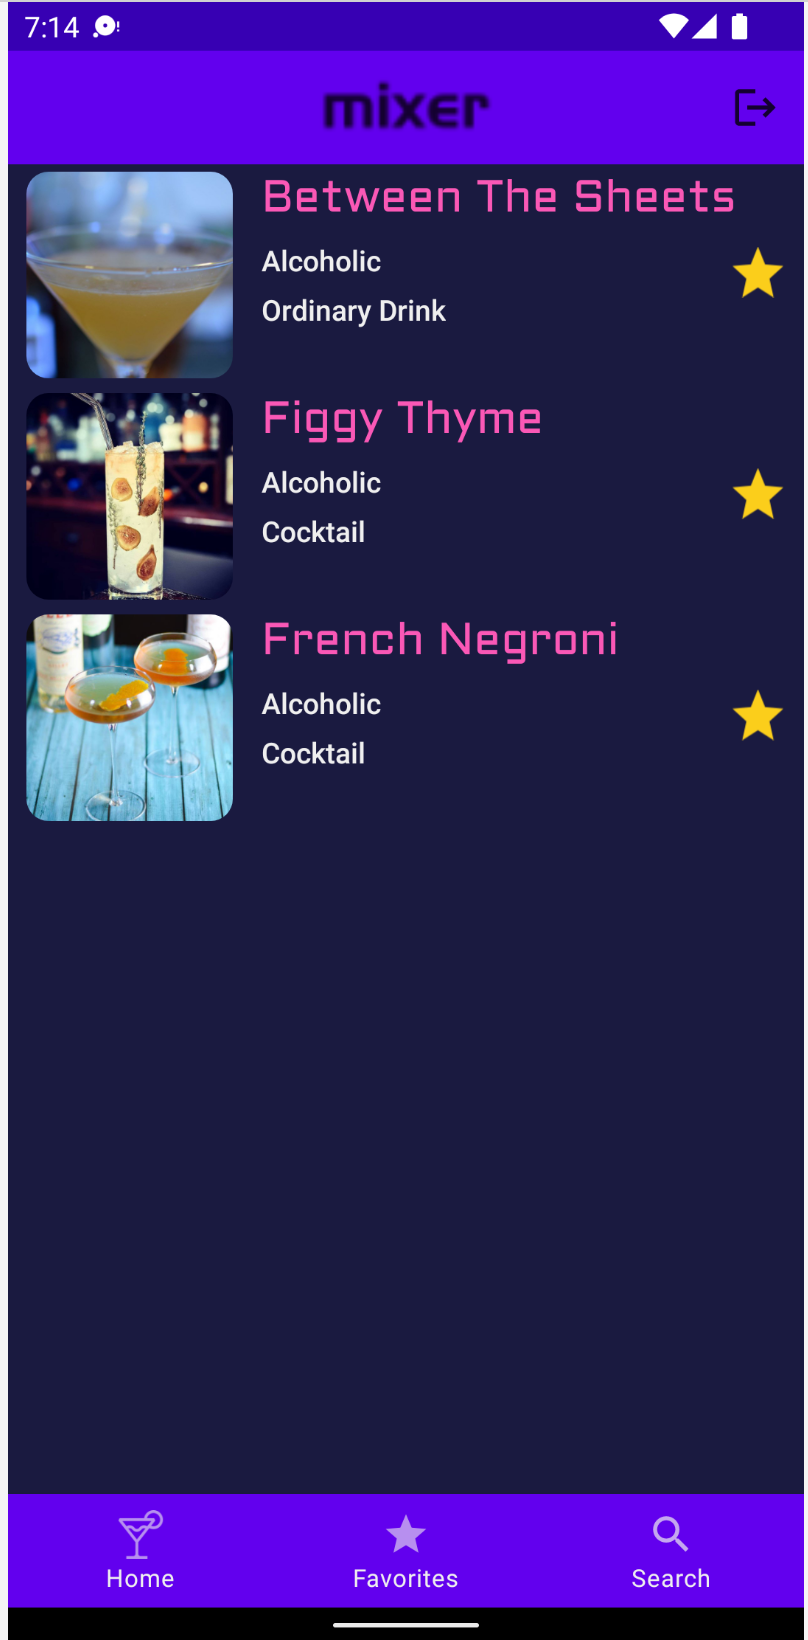 7:14
mixer
Between The Sheets
Alcoholic
Ordinary Drink
Figgy Thyme
Alcoholic
Cocktail
French Negroni
Alcoholic
Cocktail
Home
Favorites
Search